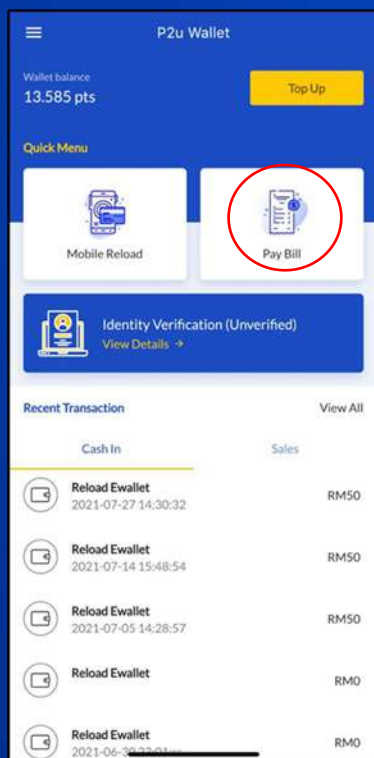 P2u Wallet
Wallet balance
13.585 pts
Top Up
Quick Menu
Mobile Reload
Pay Bill
Identity Verification (Unverified)
View Details →
Recent Transaction
View All
Cash In
Sales
Reload Ewallet
2021-07-27 14:30:32
RM50
Reload Ewallet
2021-07-14 15:48:54
RM50
Reload Ewallet
2021-07-05 14:28:57
RM50
Reload Ewallet
RM0
Reload Ewallet
RM0